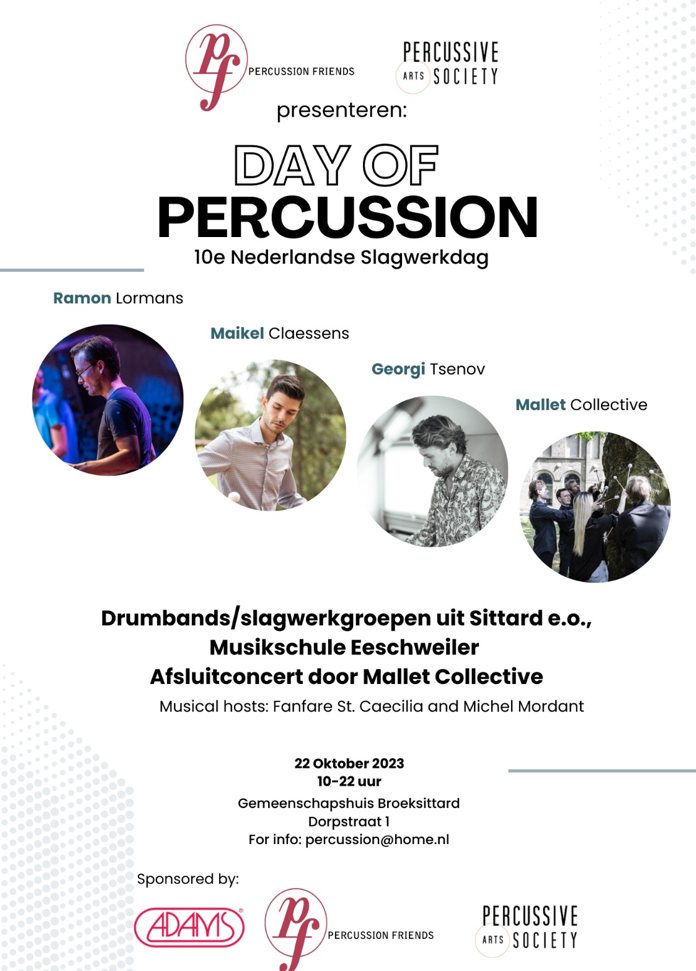 pf PERCUSSION FRIENDS
PERCUSSIVE
ARTS SOCIETY
presenteren:
DAY OF
PERCUSSION
10e Nederlandse Slagwerkdag
Ramon Lormans
Maikel Claessens
Georgi Tsenov
Mallet Collective
Drumbands/slagwerkgroepen uit Sittard e.o.,
Musikschule Eeschweiler
Afsluitconcert door Mallet Collective
Musical hosts: Fanfare St. Caecilia and Michel Mordant
22 Oktober 2023
10-22 uur
Gemeenschapshuis Broeksittard
Dorpstraat 1
For info: percussion@home.nl
Sponsored by:
ADAMS®
pf PERCUSSION FRIENDS
PERCUSSIVE
ARTS SOCIETY